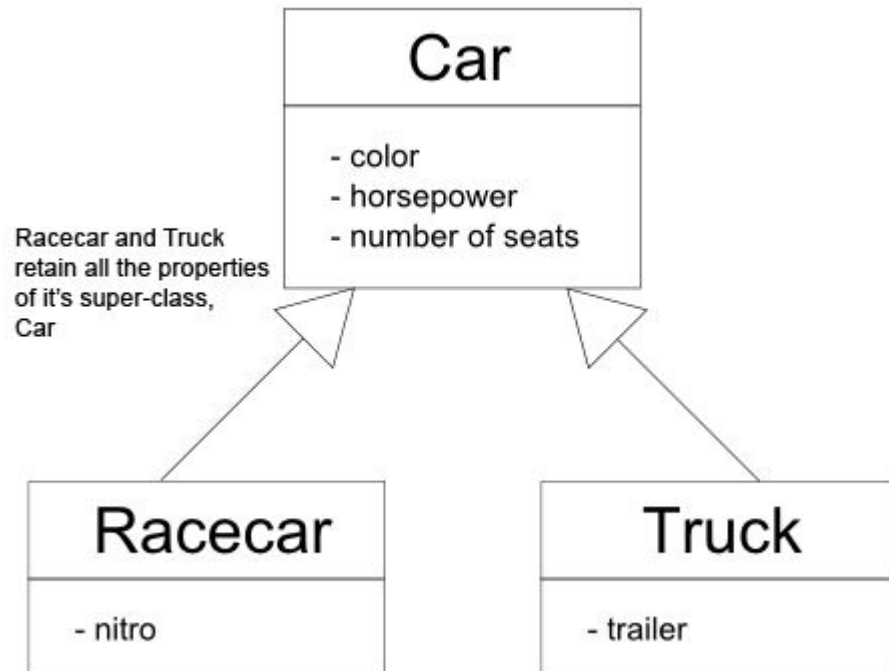 Car
- color
- horsepower
- number of seats
Racecar and Truck
retain all the properties
of it's super-class,
Car
Racecar
- nitro
Truck
- trailer